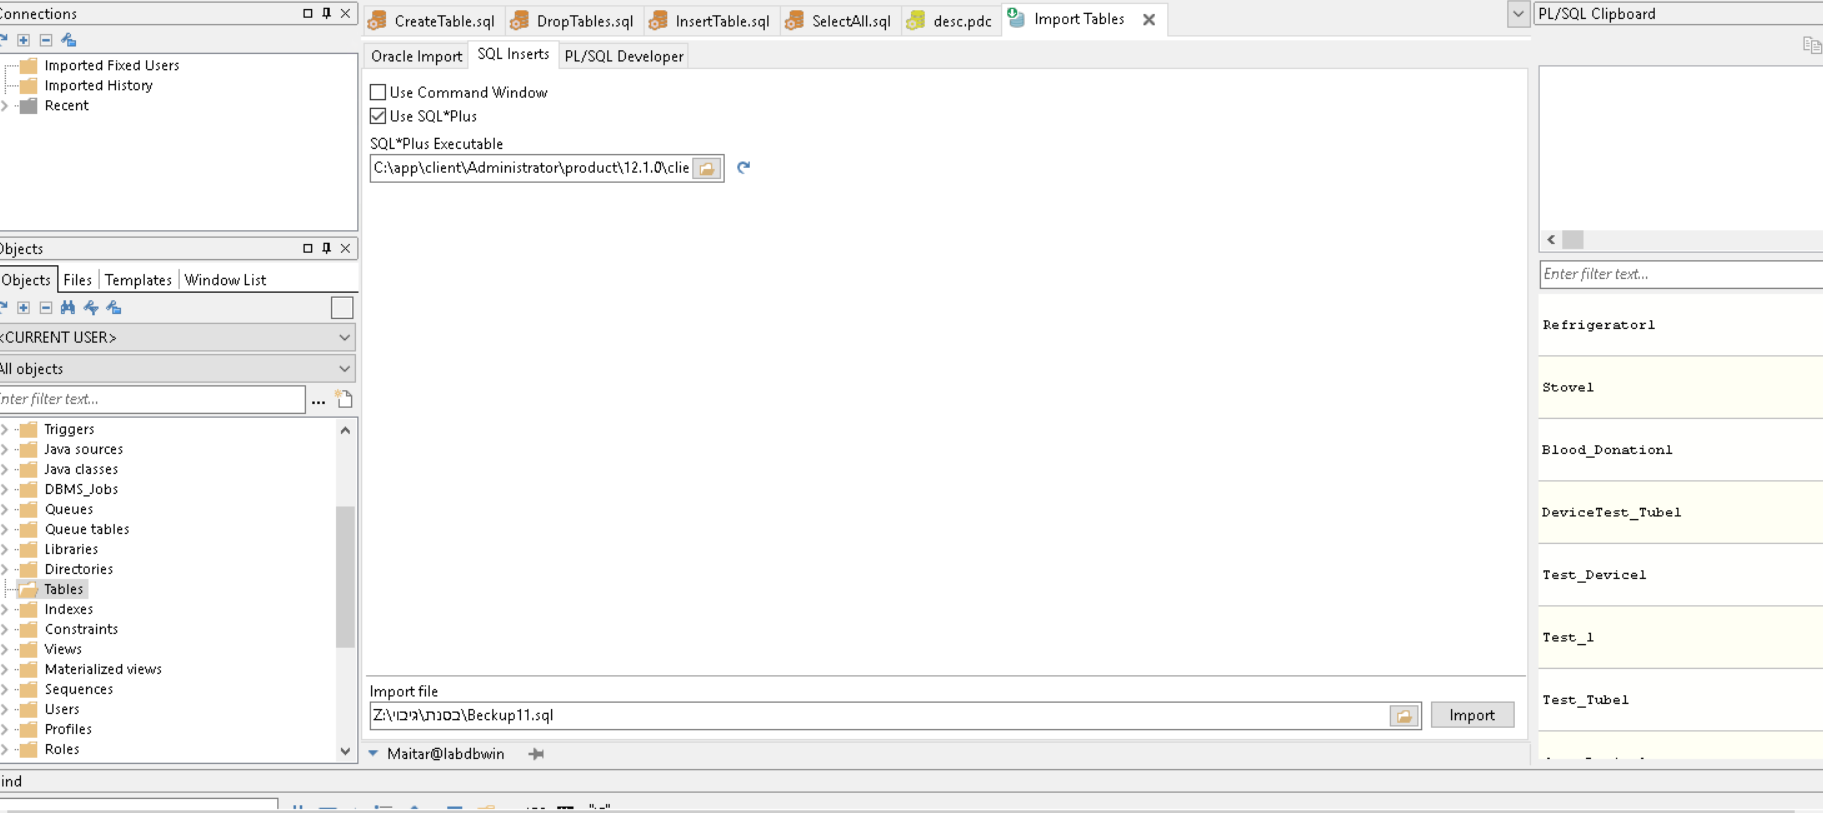 Connections
Imported Fixed Users
Imported History
Recent
Objects
Objects Files Templates Window List
<CURRENT USER>
All objects
nter filter text...
...
Triggers
Java sources
Java classes
DBMS_Jobs
Queues
Queue tables
Libraries
Directories
Tables
Indexes
Constraints
Views
Materialized views
Sequences
Users
Profiles
Roles
CreateTable.sql DropTables.sql InsertTable.sql SelectAll.sql desc.pdc Import Tables
Oracle Import SQL Inserts PL/SQL Developer
Use Command Window
Use SQL*Plus
SQL*Plus Executable
C:\app\client\Administrator\product\12.1.0\clie
Import file
Z:\בסנת\גיבוי\Beckup11.sql
Import
Maitar@labdbwin
PL/SQL Clipboard
Enter filter text...
Refrigerator1
Stove1
Blood_Donation1
DeviceTest_Tube1
Test_Device1
Test_1
Test_Tube1
ind